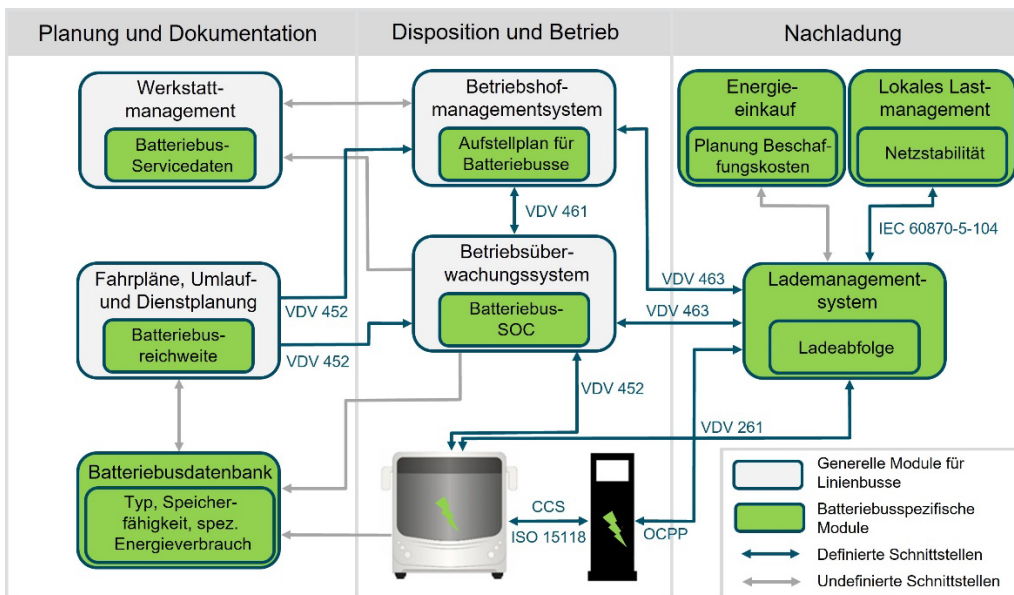 Planung und Dokumentation
Disposition und Betrieb
Nachladung
Werkstatt-
management
Batteriebus-
Servicedaten
Betriebshof-
managementsystem
Aufstellplan für
Batteriebusse
Energie-
einkauf
Planung Beschaf-
fungskosten
Lokales Last-
management
Netzstabilität
VDV 461
IEC 60870-5-104
Fahrpläne, Umlauf-
und Dienstplanung
Batteriebus-
reichweite
VDV 452
VDV 452
Betriebsüber-
wachungssystem
Batteriebus-
SOC
VDV 463
VDV 463
Lademanagement-
system
Ladeabfolge
VDV 452
VDV 261
Batteriebusdatenbank
Typ, Speicher-
fähigkeit, spez.
Energieverbrauch
CCS
ISO 15118
OCPP
Generelle Module für
Linienbusse
Batteriebusspezifische
Module
Definierte Schnittstellen
Undefinierte Schnittstellen